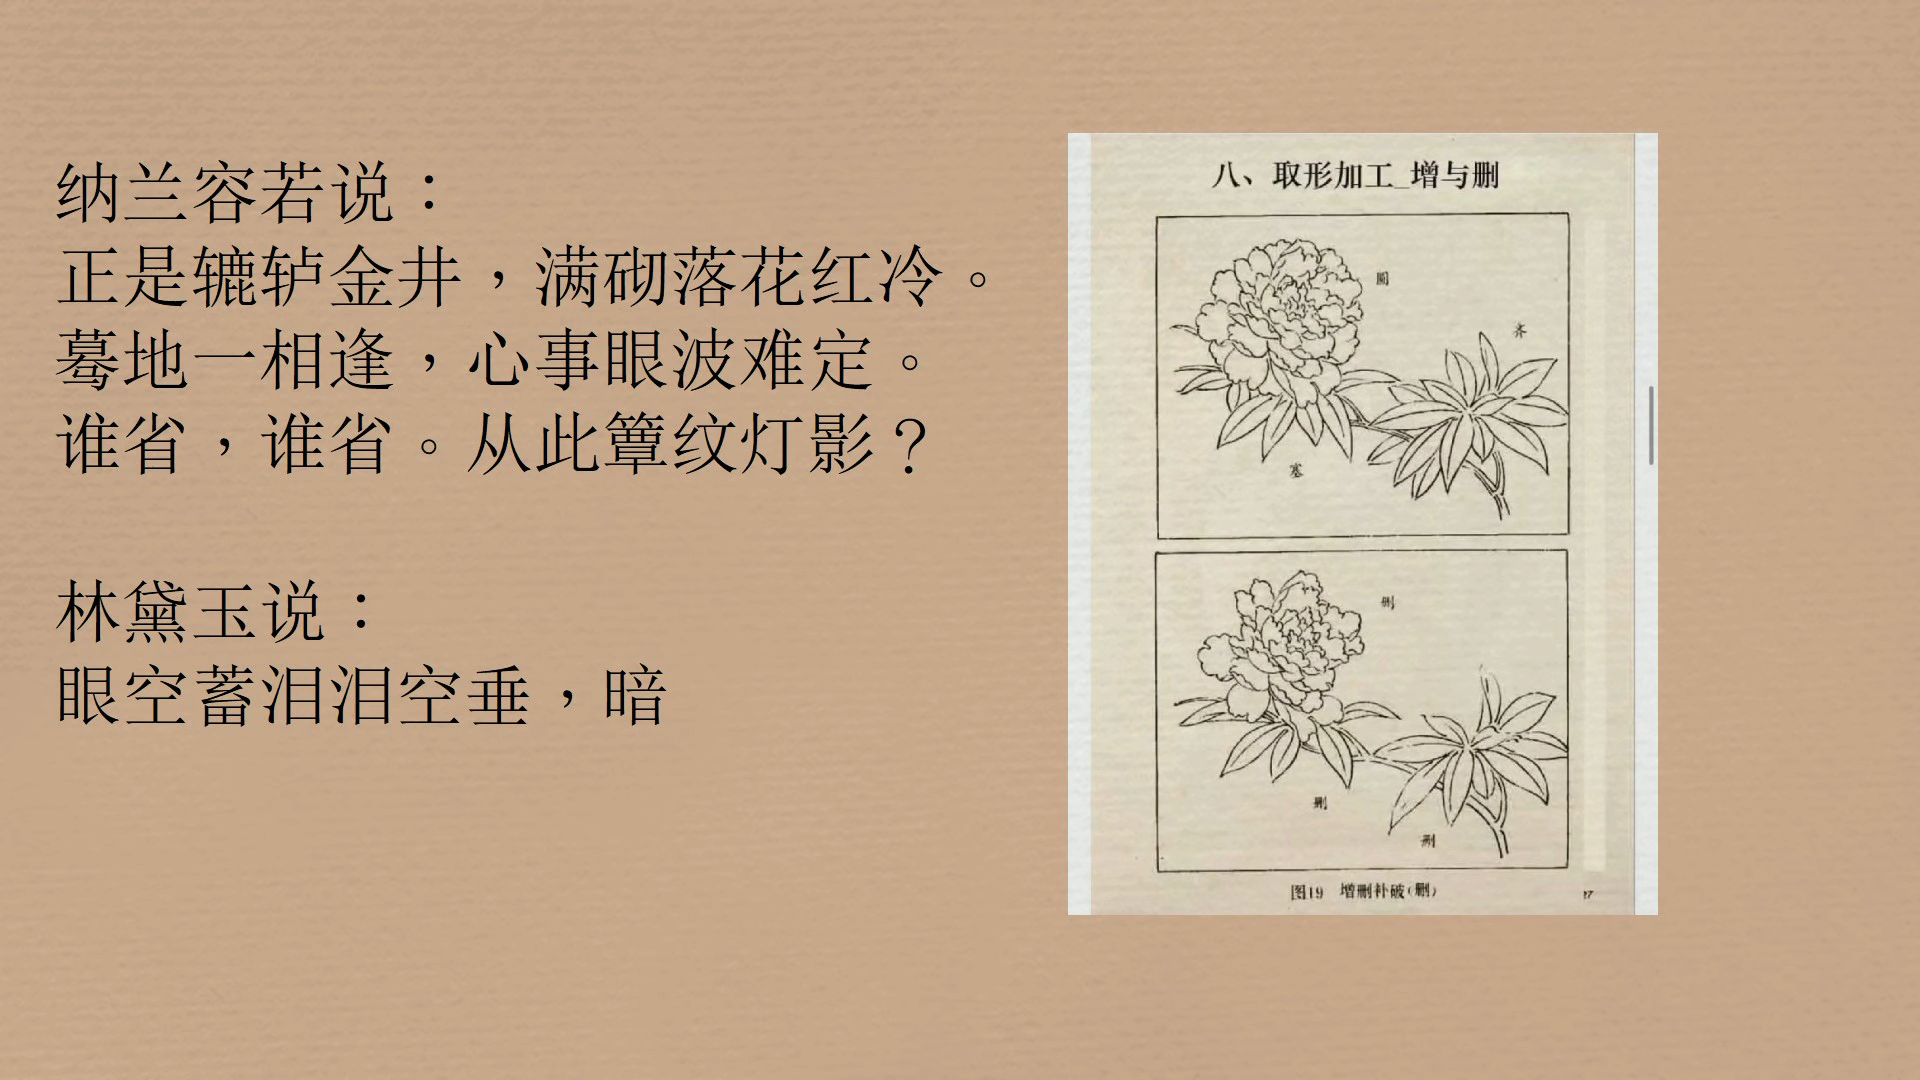 纳兰容若说：
正是辘轳金井，满砌落花红冷。
蓦地一相逢，心事眼波难定。
谁省，谁省。从此簟纹灯影？
林黛玉说：
眼空蓄泪泪空垂，暗
八、取形加工_增与删
圆
齐
塞
删
删
删
图19 增删补破(删)
27